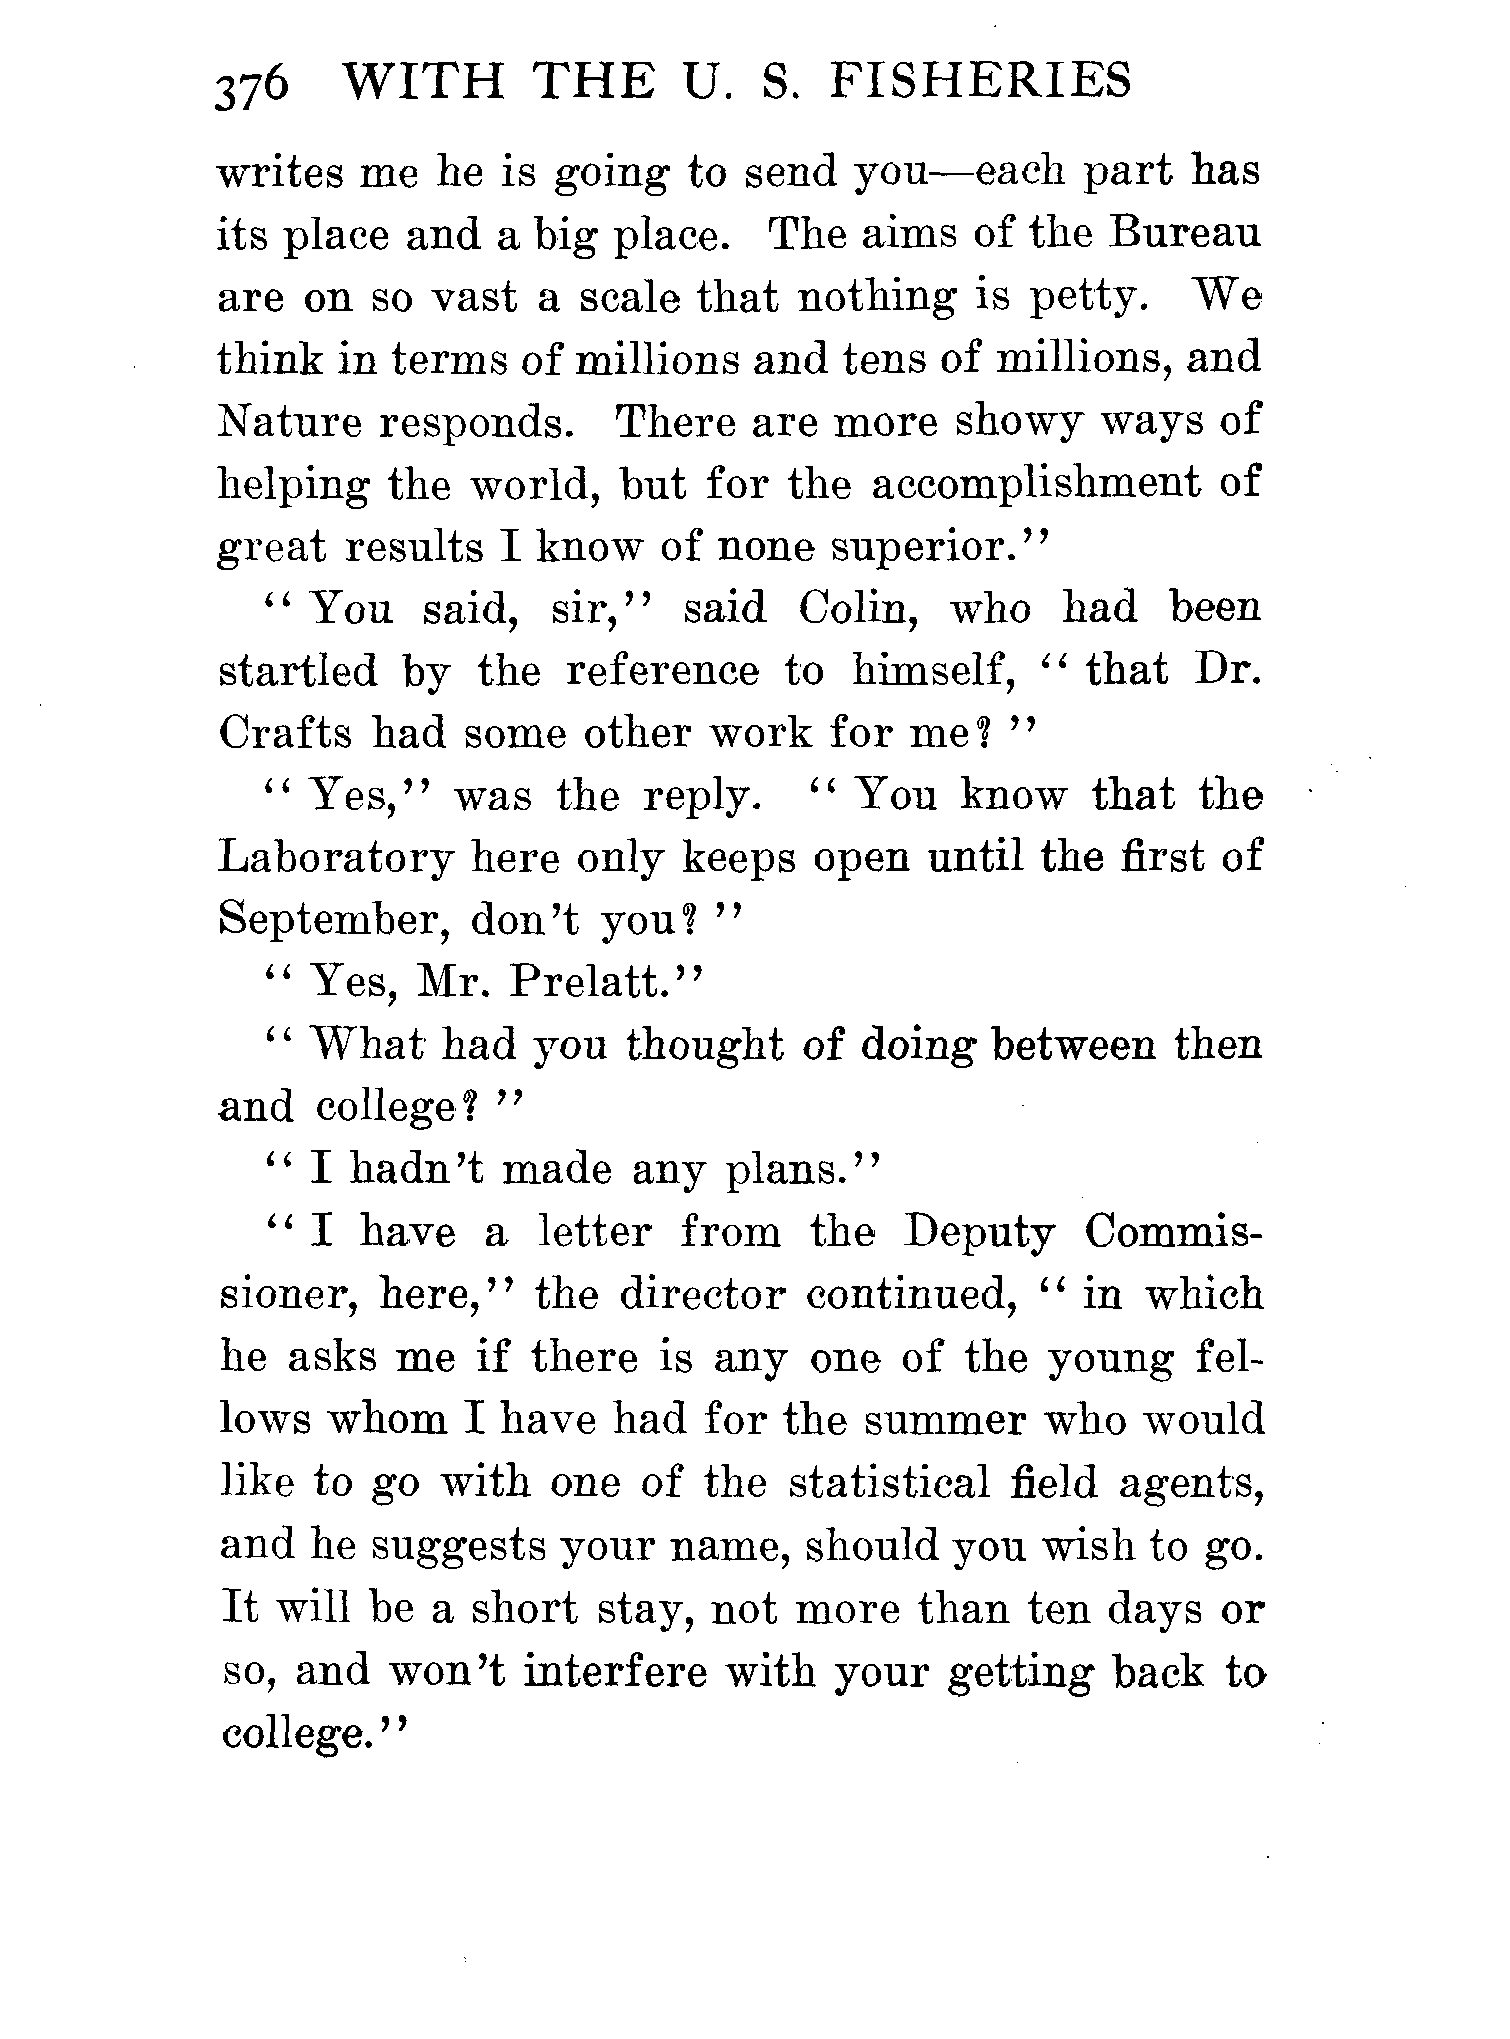 376 WITH THE U. S. FISHERIES
writes me he is going to send you—each part has
its place and a big place. The aims of the Bureau
are on so vast a scale that nothing is petty. We
think in terms of millions and tens of millions, and
Nature responds. There are more showy ways of
helping the world, but for the accomplishment of
great results I know of none superior.”
“ You said, sir,” said Colin, who had been
startled by the reference to himself, “ that Dr.
Crafts had some other work for me? ”
“ Yes,” was the reply. “ You know that the
Laboratory here only keeps open until the first of
September, don’t you? ”
“ Yes, Mr. Prelatt.”
“ What had you thought of doing between then
and college? ”
“ I hadn’t made any plans.”
“ I have a letter from the Deputy Commis-
sioner, here,” the director continued, “ in which
he asks me if there is any one of the young fel-
lows whom I have had for the summer who would
like to go with one of the statistical field agents,
and he suggests your name, should you wish to go.
It will be a short stay, not more than ten days or
so, and won’t interfere with your getting back to
college.”